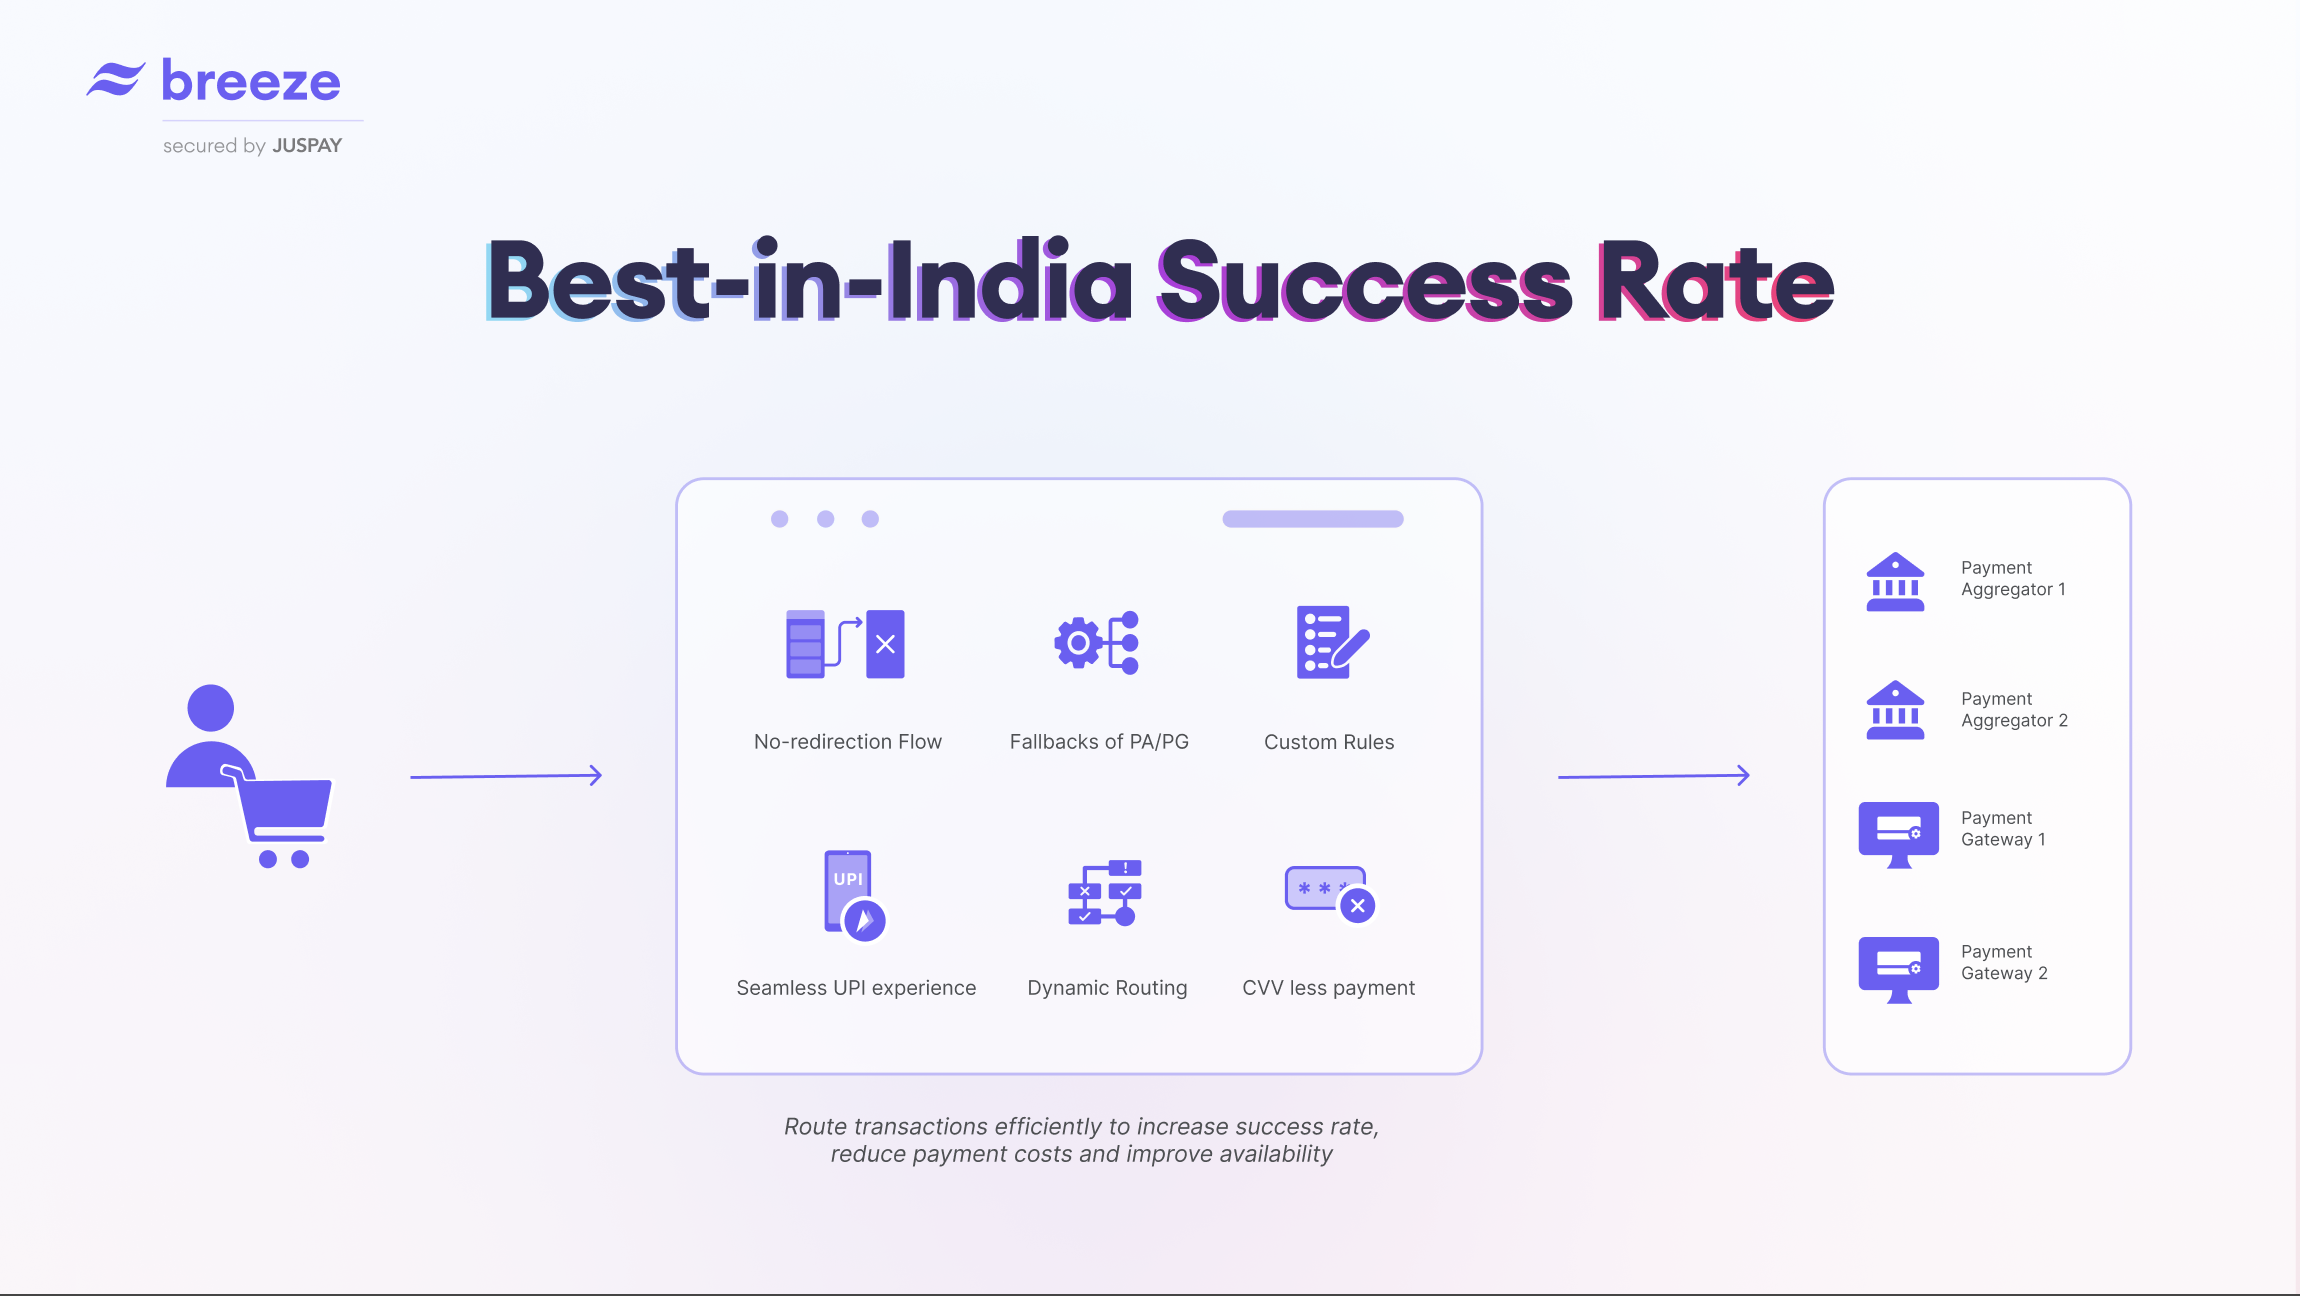 breeze
secured by JUSPAY
Best-in-India Success Rate
No-redirection Flow
Fallbacks of PA/PG
Custom Rules
UPI
Seamless UPI experience
!
Dynamic Routing
* * *
CVV less payment
Payment
Aggregator 1
Payment
Aggregator 2
Payment
Gateway 1
Payment
Gateway 2
Route transactions efficiently to increase success rate,
reduce payment costs and improve availability